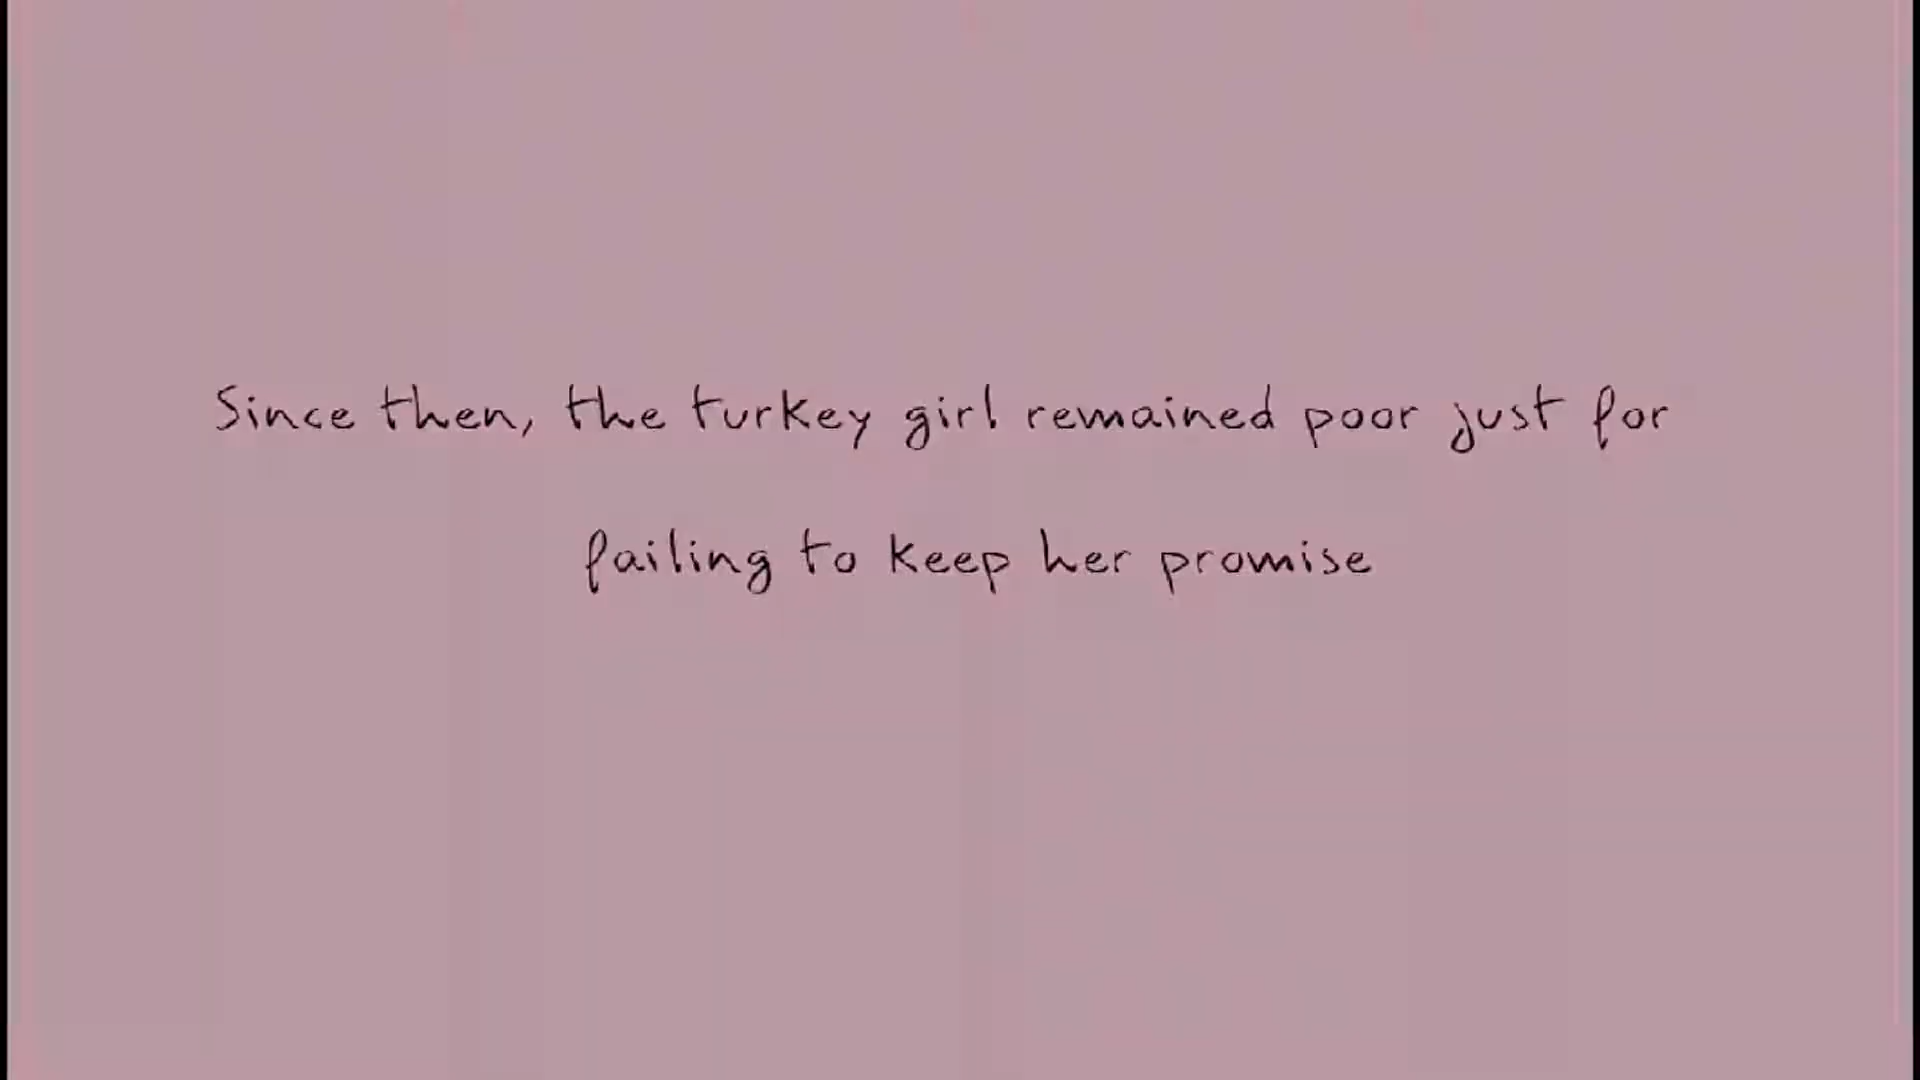 Since then, the turkey girl remained poor just for
failing to keep her promise